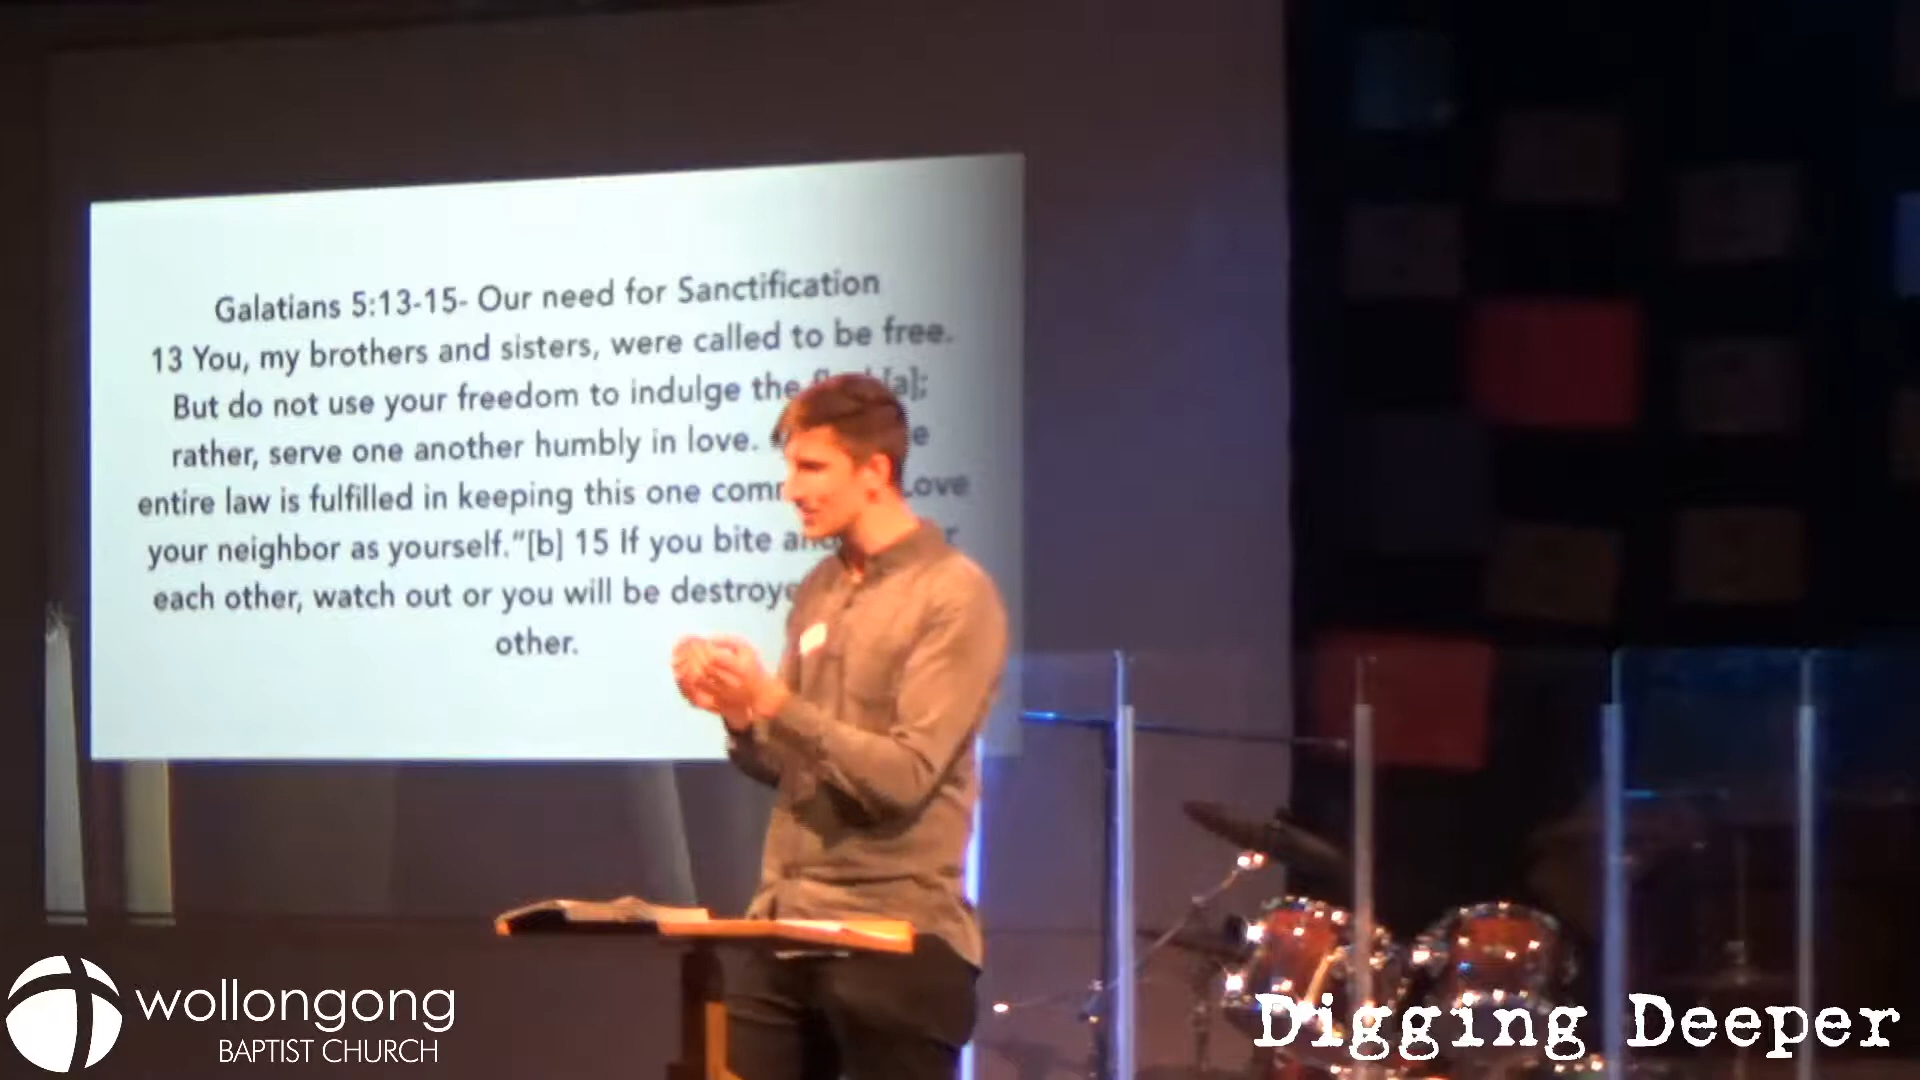 Galatians 5:13-15- Our need for Sanctification
13 You, my brothers and sisters, were called to be free.
But do not use your freedom to indulge the [a];
rather, serve one another humbly in love.
entire law is fulfilled in keeping this one Love
your neighbor as yourself.”[b] 15 If you bite
each other, watch out or you will be
other.
wollongong
BAPTIST CHURCH
Digging Deeper